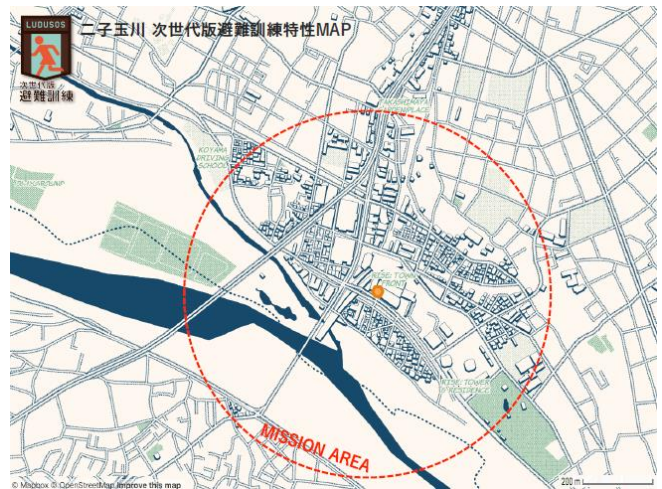 LUDUSOS
二子玉川 次世代版避難訓練特性MAP
次世代版
避難訓練
KOYAMA
DRIVING
SCHOOL
RISE: TOWER
& RESIDENCE
MISSION AREA
200 m
© Mapbox © OpenStreetMap Improve this map